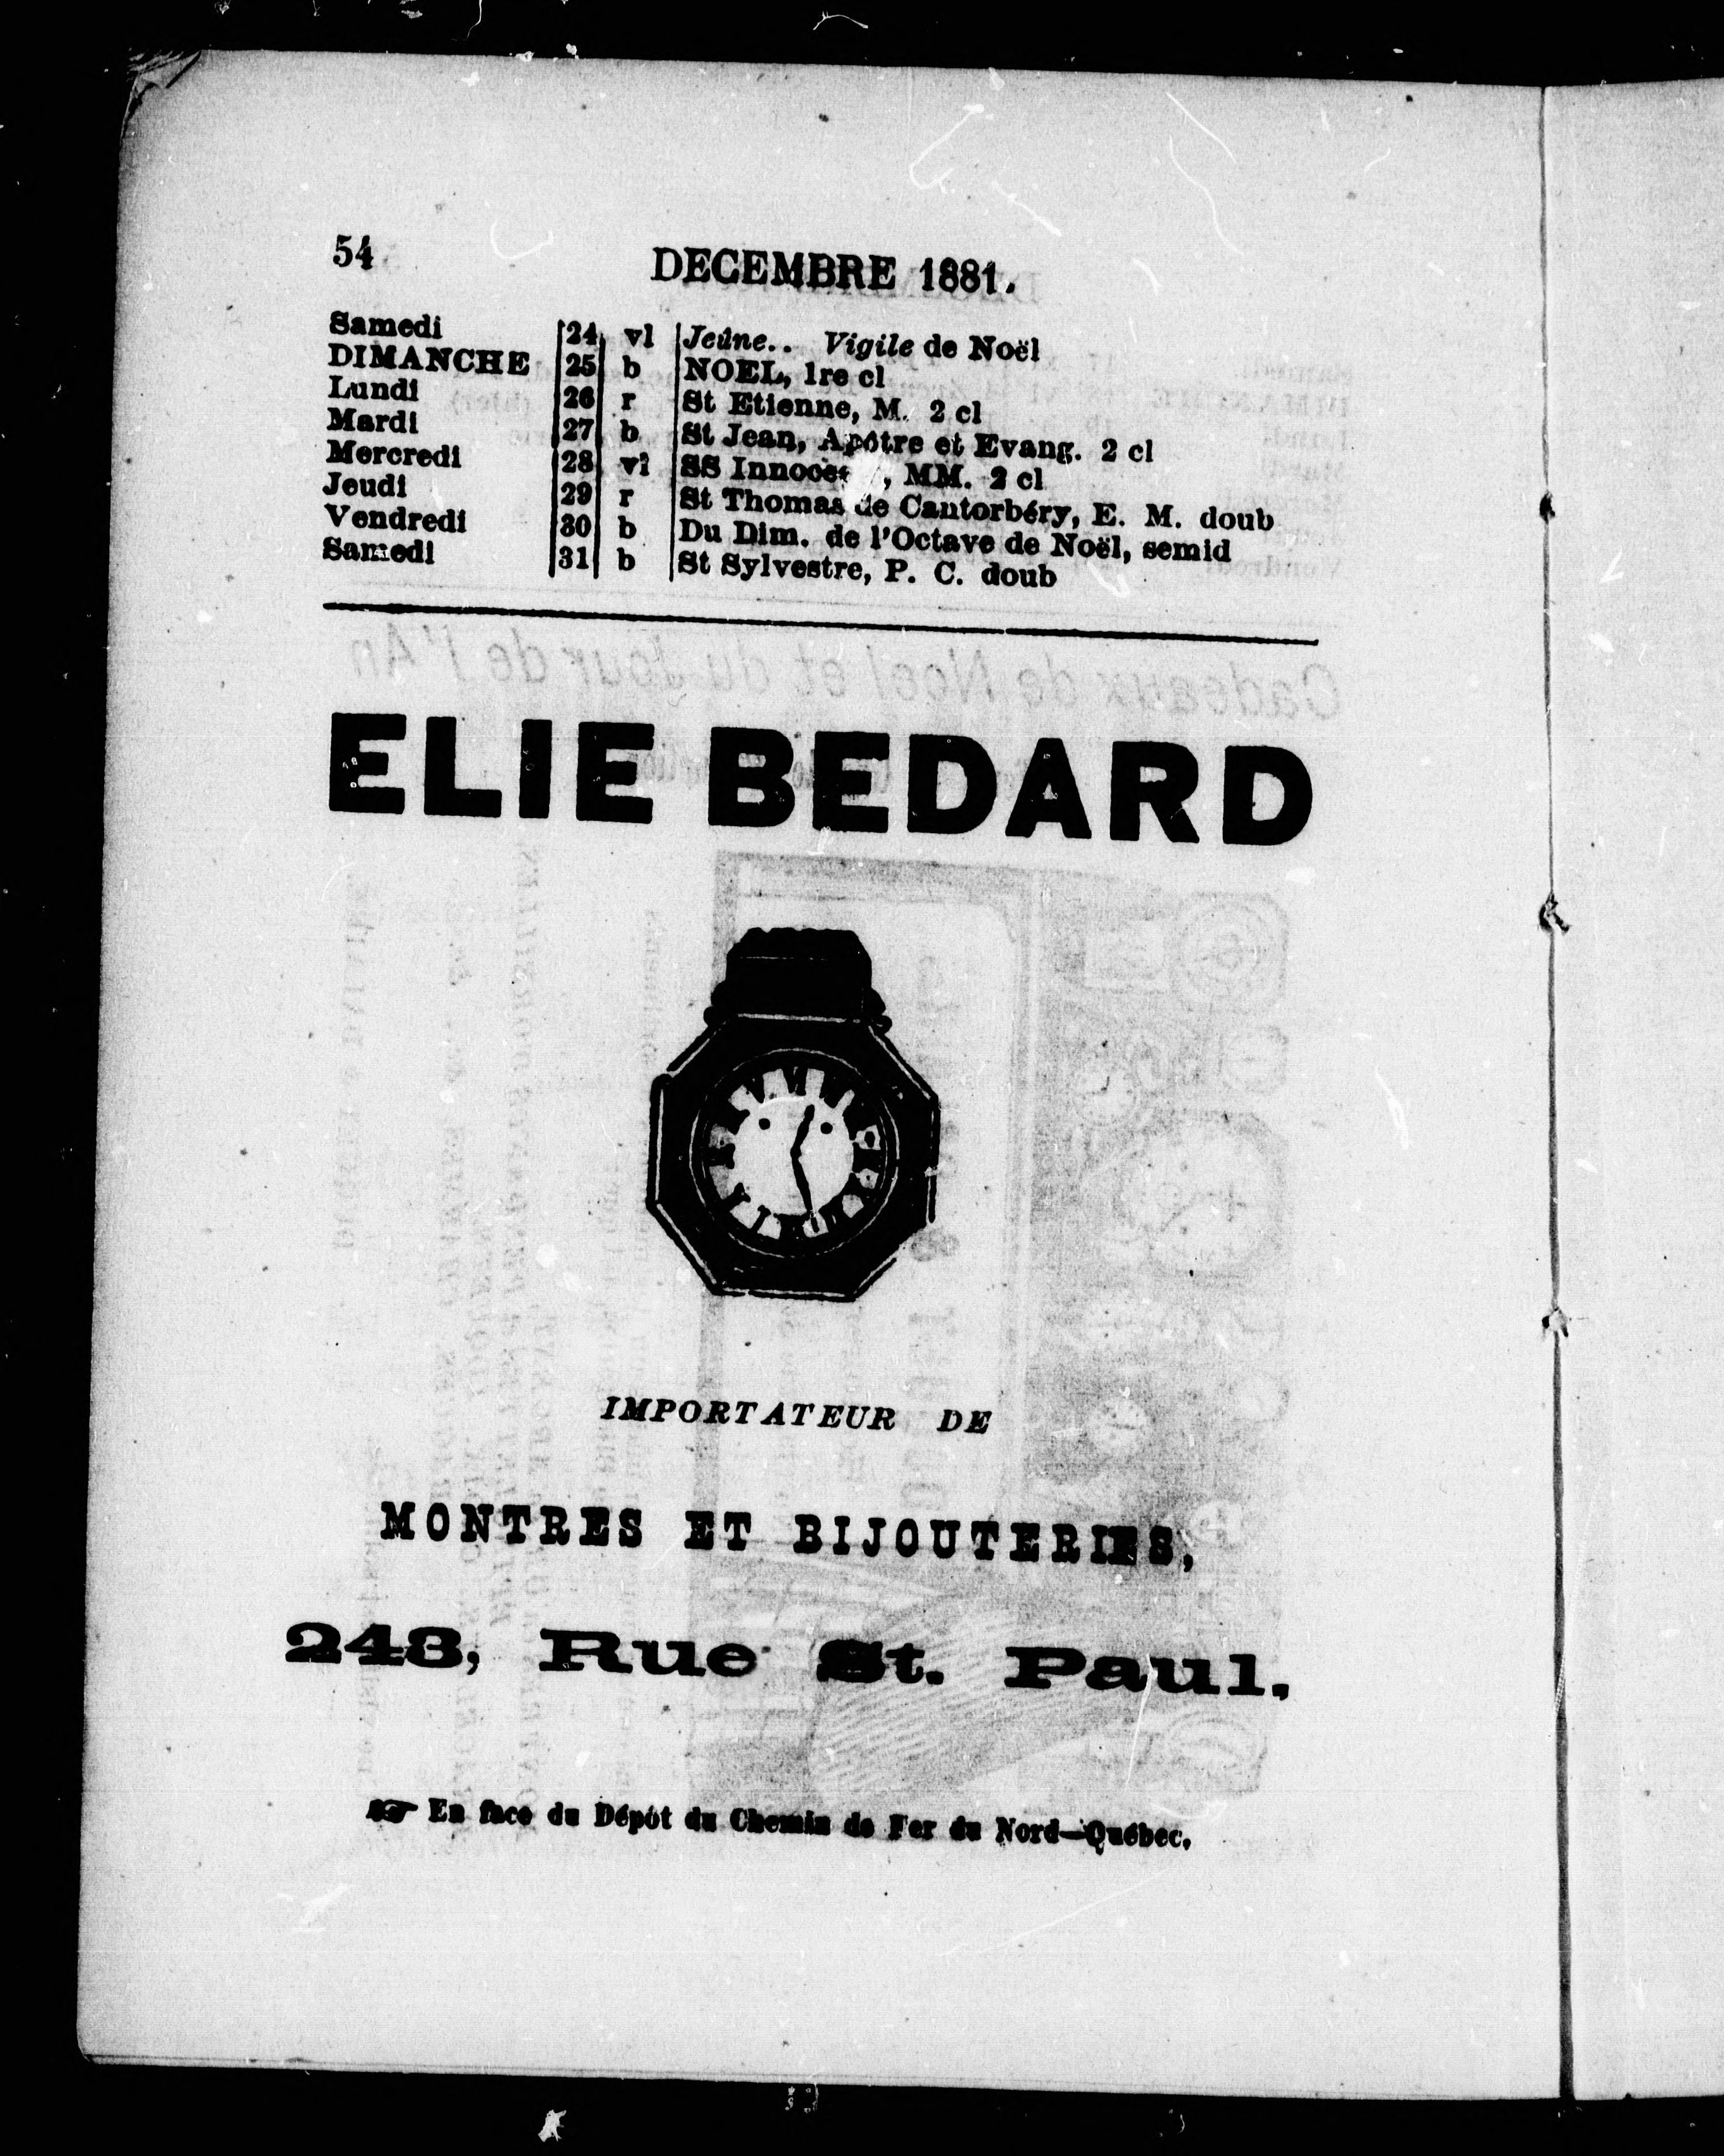 54
DECEMBRE 1881.
Samedi 24 vl Jeûne.. Vigile de Noël
DIMANCHE 25 b NOEL, 1re cl
Lundi 26 r St Etienne, M. 2 cl
Mardi 27 b St Jean, Apôtre et Evang. 2 cl
Mercredi 28 vl SS Innoce , MM. 2 cl
Jeudi 29 r St Thomas de Cantorbéry, E. M. doub
Vendredi 30 b Du Dim. de l'Octave de Noël, semid
Samedi 31 b St Sylvestre, P. C. doub
ELIE BEDARD
IMPORTATEUR DE
MONTRES ET BIJOUTERIES,
248, Rue St. Paul.
☞ En face du Dépôt du Chemin de Fer du Nord—Québec.